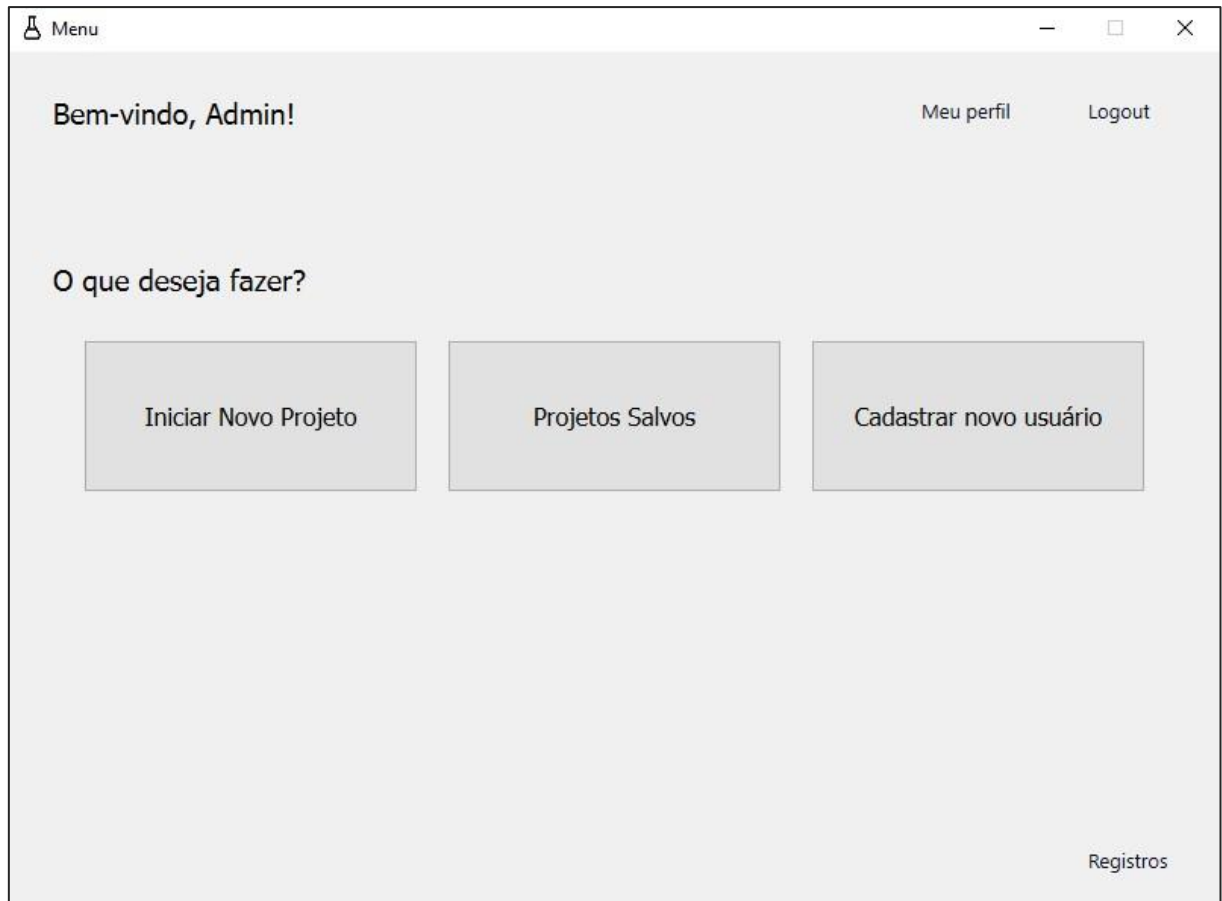 Menu
Bem-vindo, Admin!
Meu perfil
Logout
O que deseja fazer?
Iniciar Novo Projeto
Projetos Salvos
Cadastrar novo usuário
Registros